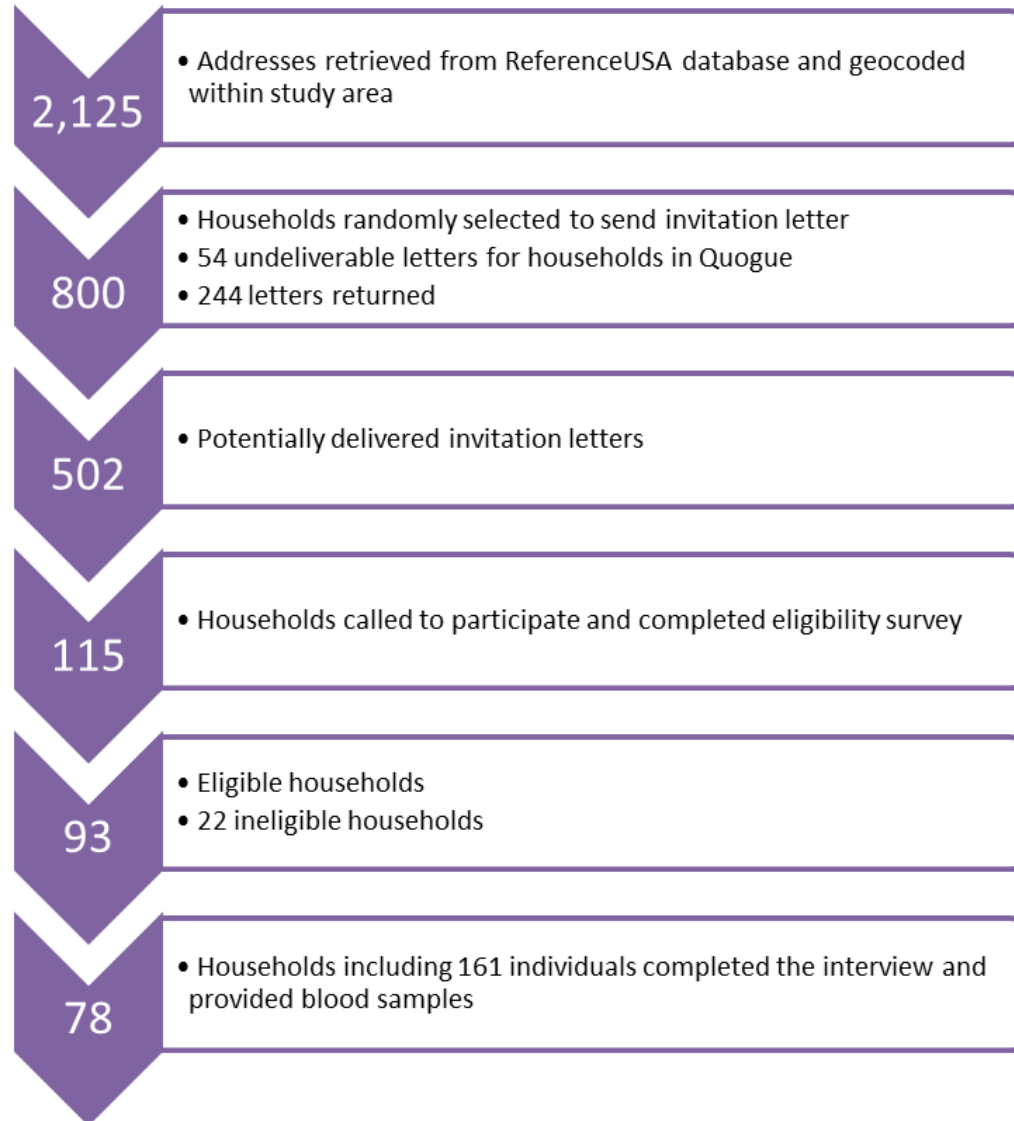 2,125
• Addresses retrieved from ReferenceUSA database and geocoded
within study area
800
• Households randomly selected to send invitation letter
• 54 undeliverable letters for households in Quogue
• 244 letters returned
502
• Potentially delivered invitation letters
115
• Households called to participate and completed eligibility survey
93
• Eligible households
• 22 ineligible households
78
• Households including 161 individuals completed the interview and
provided blood samples